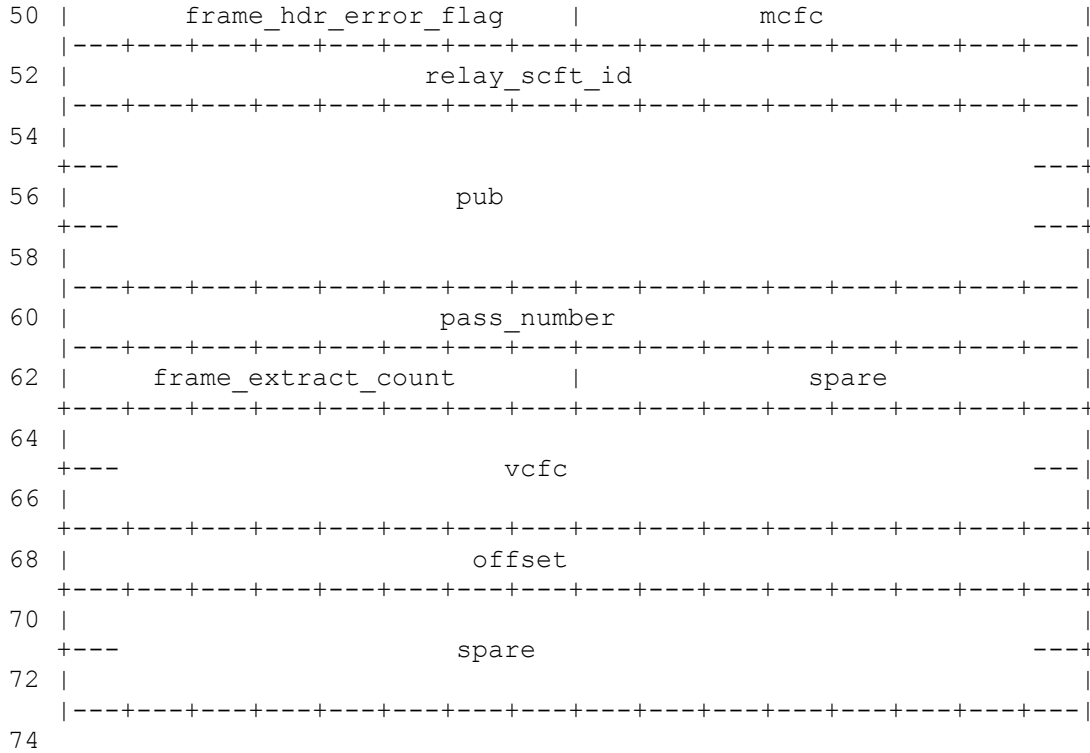 50 | frame_hdr_error_flag | mcfc |
|---+---+---+---+---+---+---+---+---+---+---+---+---+---+---+---|
52 | relay_scft_id |
|---+---+---+---+---+---+---+---+---+---+---+---+---+---+---+---|
54 | |
+--- ---+
56 | pub |
+--- ---+
58 | |
|---+---+---+---+---+---+---+---+---+---+---+---+---+---+---+---|
60 | pass_number |
|---+---+---+---+---+---+---+---+---+---+---+---+---+---+---+---|
62 | frame_extract_count | spare |
+---+---+---+---+---+---+---+---+---+---+---+---+---+---+---+---+
64 | |
+--- vcfc ---|
66 | |
+---+---+---+---+---+---+---+---+---+---+---+---+---+---+---+---+
68 | offset |
+---+---+---+---+---+---+---+---+---+---+---+---+---+---+---+---+
70 | |
+--- spare ---+
72 | |
|---+---+---+---+---+---+---+---+---+---+---+---+---+---+---+---|
74